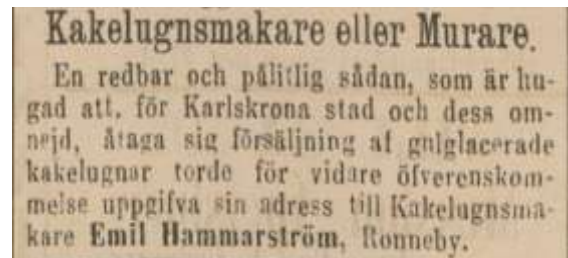 Kakelugnsmakare eller Murare.
En redbar och pålitlig sådan, som är hu-
gad att, för Karlskrona stad och dess om-
nejd, åtaga sig försäljning af gulglacerade
kakelugnar torde för vidare öfverenskom-
melse uppgifva sin adress till Kakelugnsma-
kare Emil Hammarström, Ronneby.